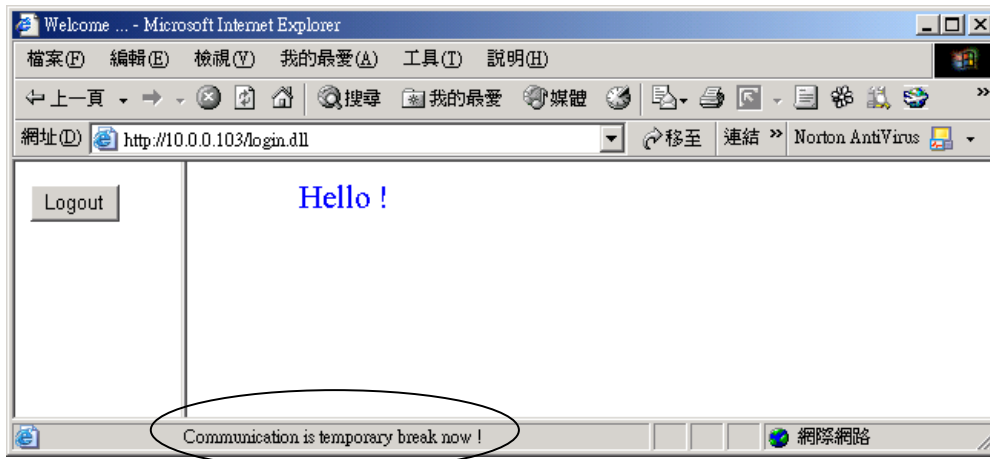 Welcome ... - Microsoft Internet Explorer
檔案(F) 編輯(E) 檢視(V) 我的最愛(A) 工具(T) 說明(H)
上一頁 搜尋 我的最愛 媒體 »
網址(D) http://10.0.0.103/login.dll 移至 連結 » Norton AntiVirus
Logout
Hello !
Communication is temporary break now ! 網際網路